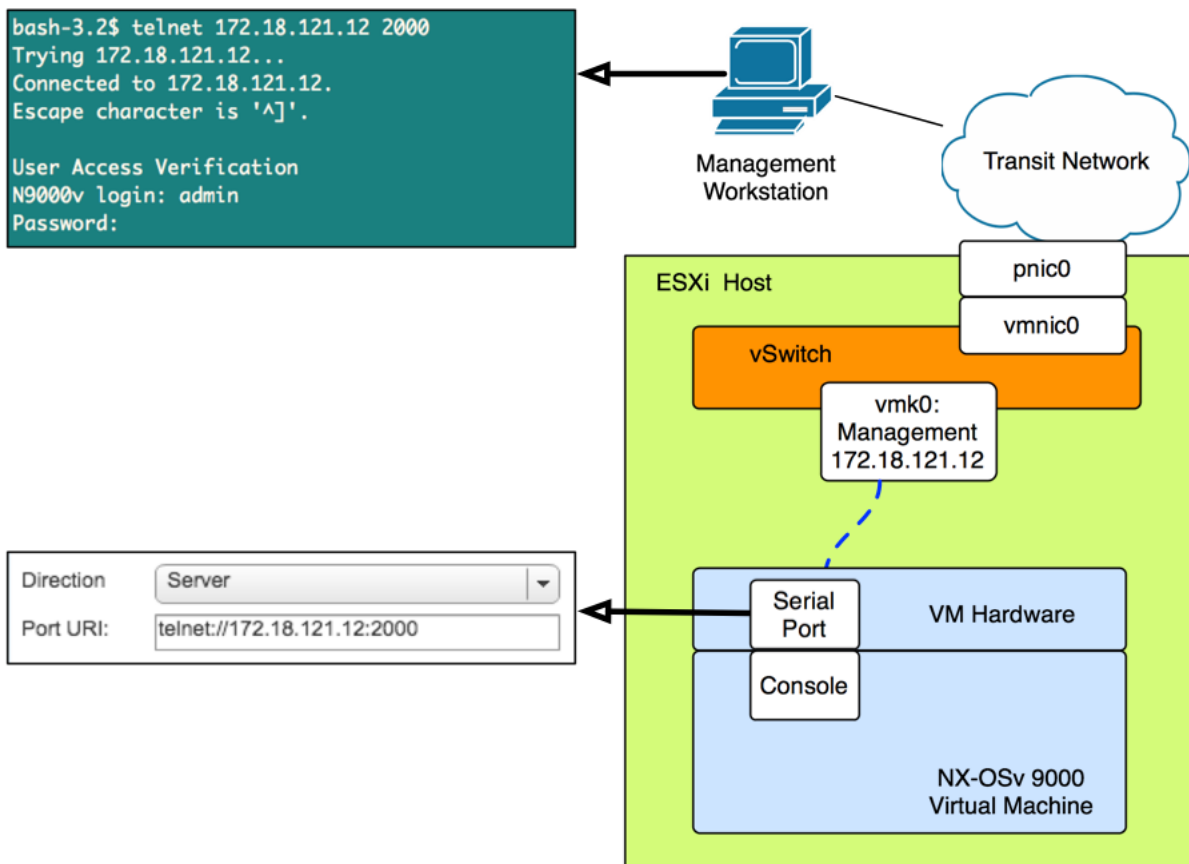 bash-3.2$ telnet 172.18.121.12 2000
Trying 172.18.121.12...
Connected to 172.18.121.12.
Escape character is '^]'.
User Access Verification
N9000v login: admin
Password:
Management
Workstation
Transit Network
ESXi Host
pnic0
vmnic0
vSwitch
vmk0:
Management
172.18.121.12
Direction
Server
Port URI:
telnet://172.18.121.12:2000
Serial
Port
VM Hardware
Console
NX-OSv 9000
Virtual Machine